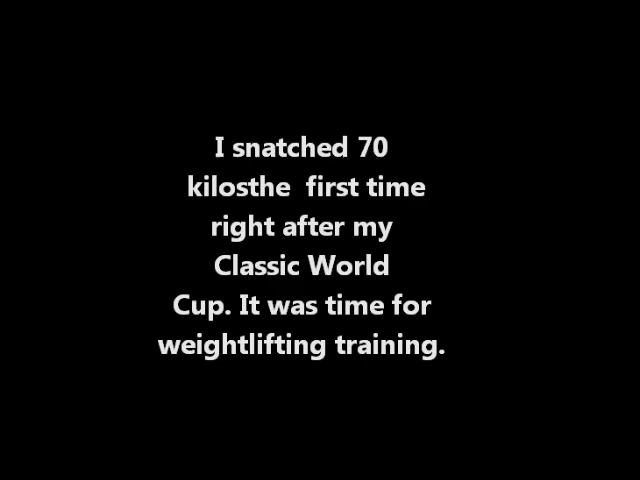 I snatched 70
kilosthe  first time
right after my
Classic World
Cup. It was time for
weightlifting training.